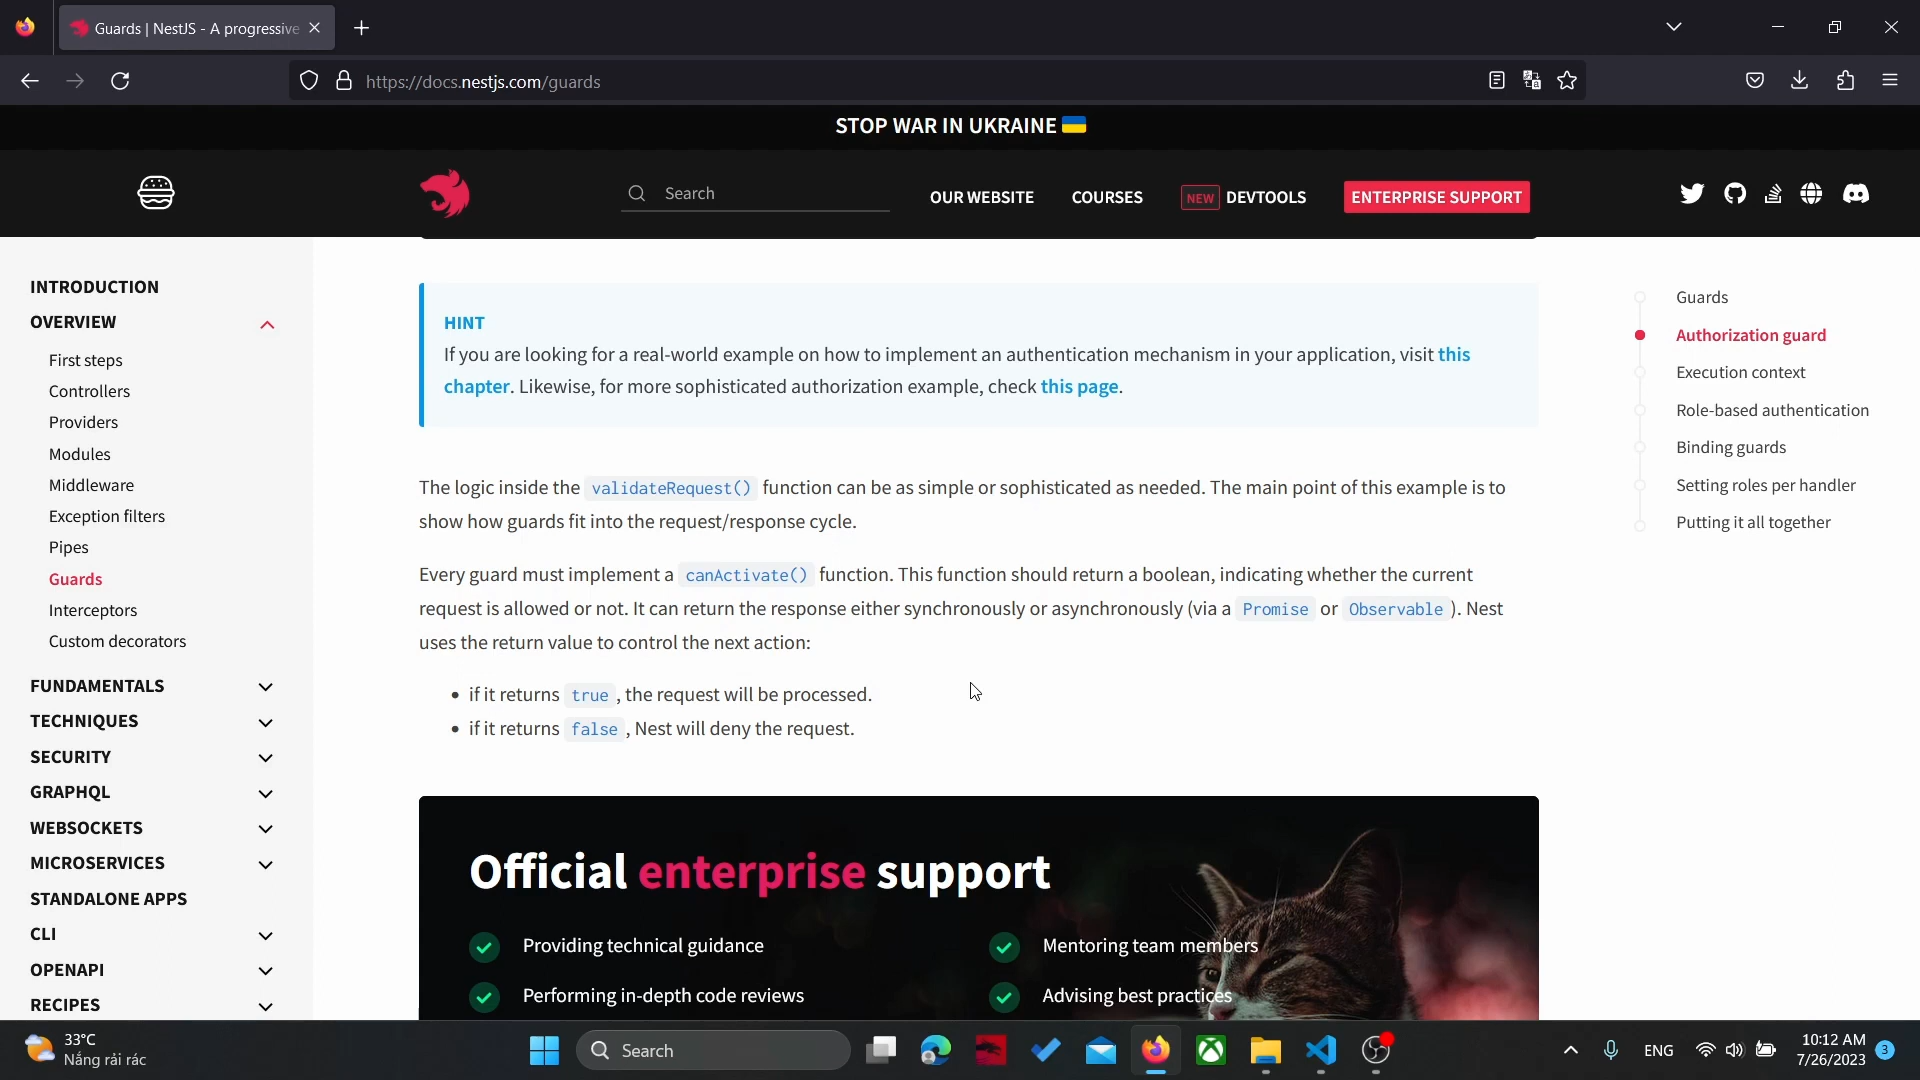 Guards | NestJS - A progressive
https://docs.nestjs.com/guards
STOP WAR IN UKRAINE 🇺🇦
Search
OUR WEBSITE
COURSES
NEW
DEVTOOLS
ENTERPRISE SUPPORT
INTRODUCTION
OVERVIEW
First steps
Controllers
Providers
Modules
Middleware
Exception filters
Pipes
Guards
Interceptors
Custom decorators
FUNDAMENTALS
TECHNIQUES
SECURITY
GRAPHQL
WEBSOCKETS
MICROSERVICES
STANDALONE APPS
CLI
OPENAPI
RECIPES
HINT
If you are looking for a real-world example on how to implement an authentication mechanism in your application, visit this
chapter. Likewise, for more sophisticated authorization example, check this page.
The logic inside the validateRequest() function can be as simple or sophisticated as needed. The main point of this example is to
show how guards fit into the request/response cycle.
Every guard must implement a canActivate() function. This function should return a boolean, indicating whether the current
request is allowed or not. It can return the response either synchronously or asynchronously (via a Promise or Observable ). Nest
uses the return value to control the next action:
• if it returns true , the request will be processed.
• if it returns false , Nest will deny the request.
Official enterprise support
Providing technical guidance
Mentoring team members
Performing in-depth code reviews
Advising best practices
Guards
Authorization guard
Execution context
Role-based authentication
Binding guards
Setting roles per handler
Putting it all together
33°C
Nắng rải rác
Search
ENG
10:12 AM
7/26/2023
3